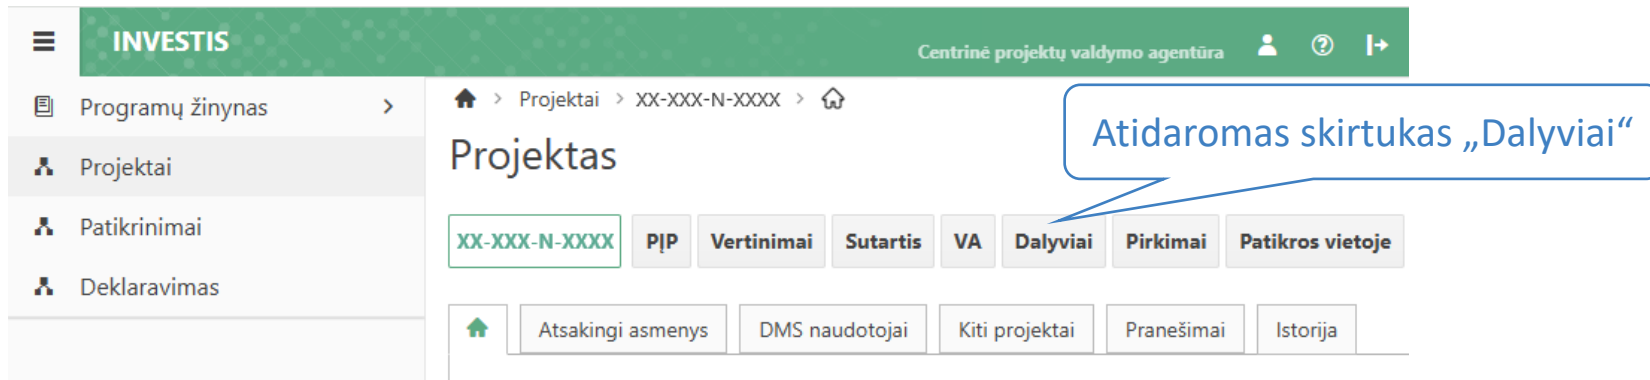 INVESTIS
Centrinė projektų valdymo agentūra
Programų žinynas
Projektai
Patikrinimai
Deklaravimas
Projektai > XX-XXX-N-XXXX >
Projektas
Atidaromas skirtukas „Dalyviai“
XX-XXX-N-XXXX PĮP Vertinimai Sutartis VA Dalyviai Pirkimai Patikros vietoje
Atsakingi asmenys DMS naudotojai Kiti projektai Pranešimai Istorija